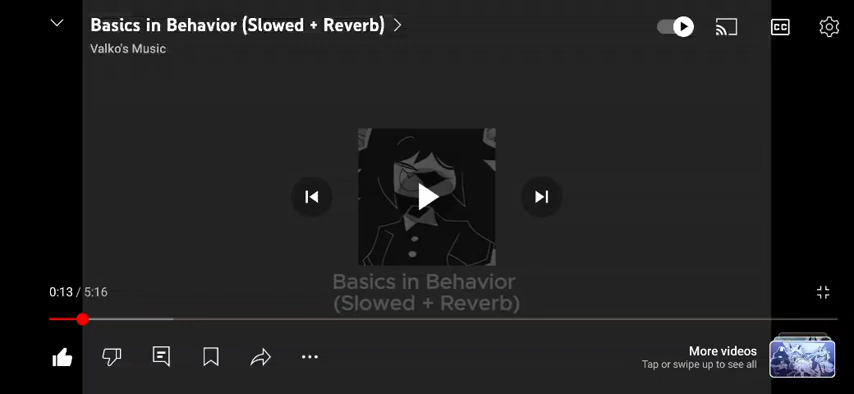 Basics in Behavior (Slowed + Reverb)
Valko's Music
CC
Basics in Behavior
(Slowed + Reverb)
0:13 / 5:16
More videos
Tap or swipe up to see all